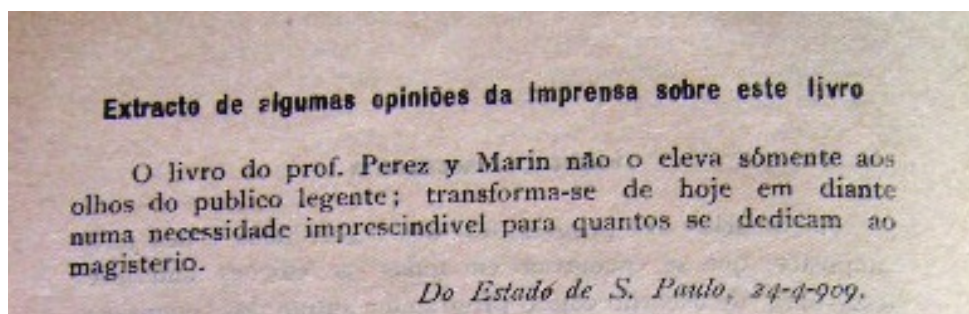 Extracto de algumas opiniões da imprensa sobre este livro
O livro do prof. Perez y Marin não o eleva sómente aos
olhos do publico legente; transforma-se de hoje em diante
numa necessidade imprescindivel para quantos se dedicam ao
magisterio.
Do Estado de S. Paulo, 24-4-909.